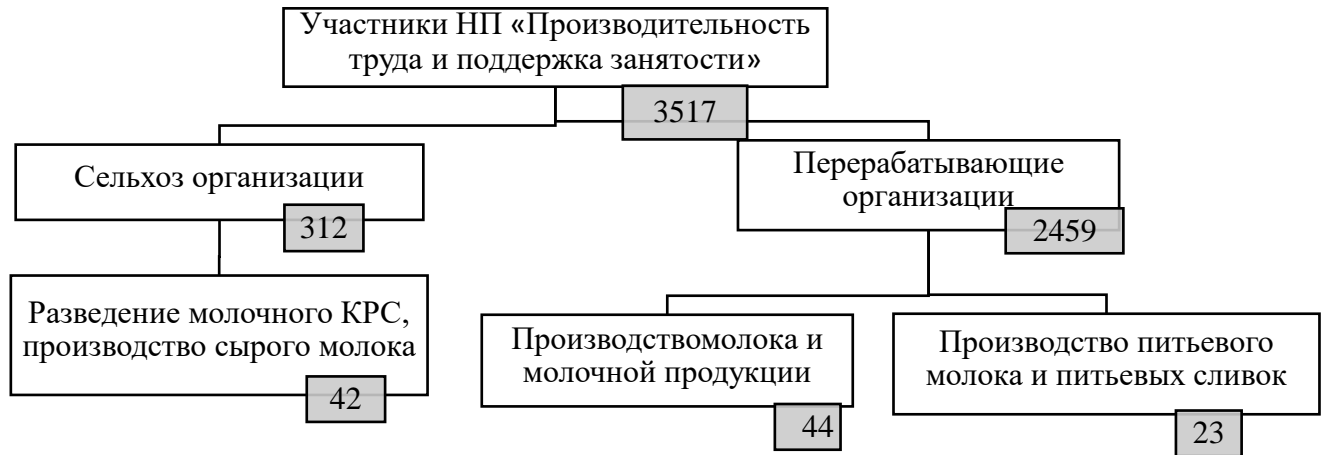 Участники НП «Производительность
труда и поддержка занятости»
3517
Сельхоз организации
312
Перерабатывающие
организации
2459
Разведение молочного КРС,
производство сырого молока
42
Производствомолока и
молочной продукции
44
Производство питьевого
молока и питьевых сливок
23